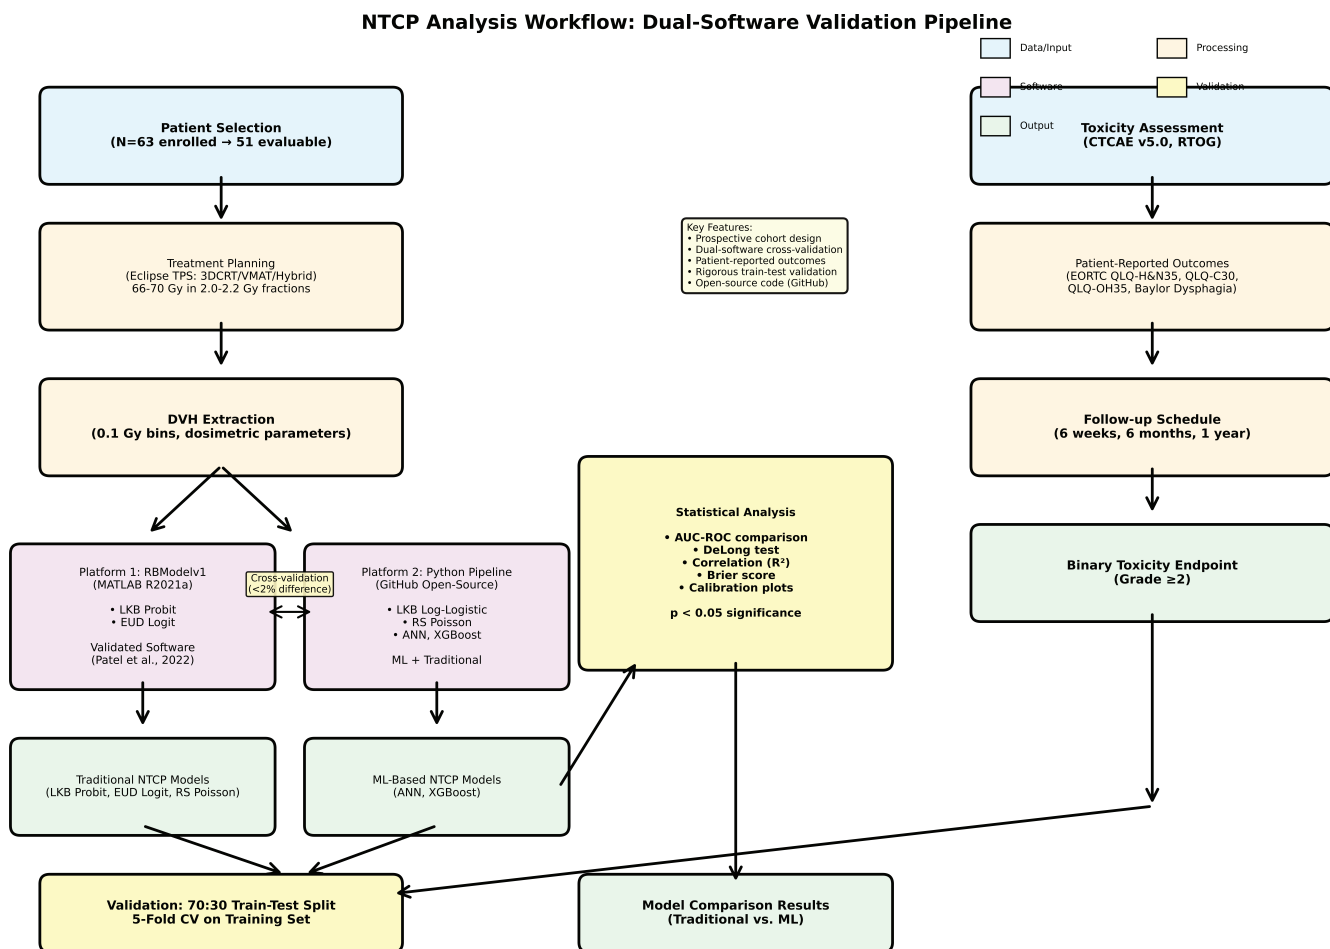 NTCP Analysis Workflow: Dual-Software Validation Pipeline
Data/Input
Processing
Software
Validation
Output
Patient Selection
(N=63 enrolled → 51 evaluable)
Toxicity Assessment
(CTCAE v5.0, RTOG)
Treatment Planning
(Eclipse TPS: 3DCRT/VMAT/Hybrid)
66-70 Gy in 2.0-2.2 Gy fractions
Key Features:
• Prospective cohort design
• Dual-software cross-validation
• Patient-reported outcomes
• Rigorous train-test validation
• Open-source code (GitHub)
Patient-Reported Outcomes
(EORTC QLQ-H&N35, QLQ-C30,
QLQ-OH35, Baylor Dysphagia)
DVH Extraction
(0.1 Gy bins, dosimetric parameters)
Follow-up Schedule
(6 weeks, 6 months, 1 year)
Platform 1: RBModelv1
(MATLAB R2021a)
• LKB Probit
• EUD Logit
Validated Software
(Patel et al., 2022)
Cross-validation
(<2% difference)
Platform 2: Python Pipeline
(GitHub Open-Source)
• LKB Log-Logistic
• RS Poisson
• ANN, XGBoost
ML + Traditional
Statistical Analysis
• AUC-ROC comparison
• DeLong test
• Correlation (R²)
• Brier score
• Calibration plots
p < 0.05 significance
Binary Toxicity Endpoint
(Grade ≥2)
Traditional NTCP Models
(LKB Probit, EUD Logit, RS Poisson)
ML-Based NTCP Models
(ANN, XGBoost)
Validation: 70:30 Train-Test Split
5-Fold CV on Training Set
Model Comparison Results
(Traditional vs. ML)